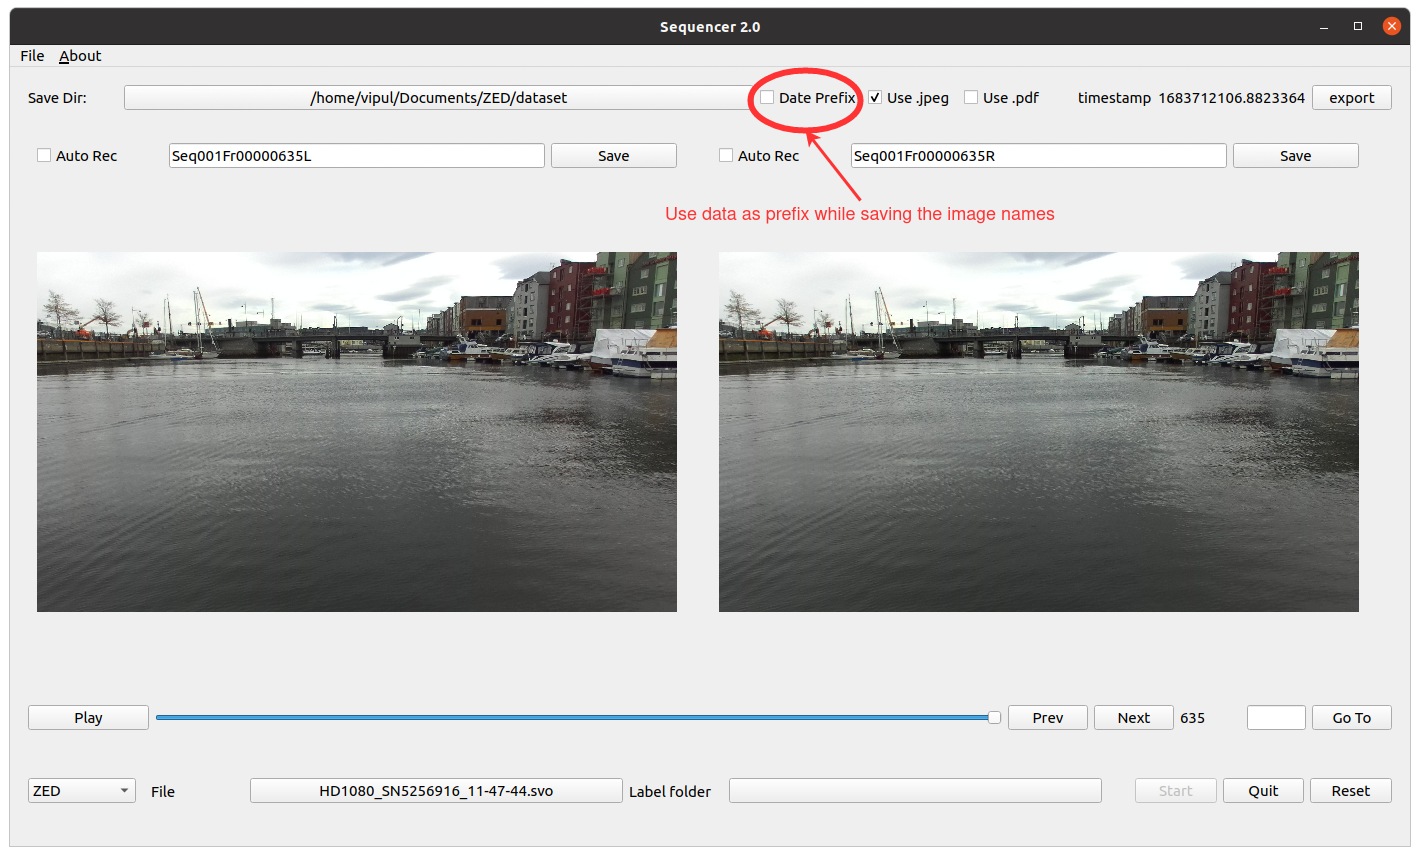 Sequencer 2.0
File About
Save Dir: /home/vipul/Documents/ZED/dataset Date Prefix Use .jpeg Use .pdf timestamp 1683712106.8823364 export
Auto Rec Seq001Fr00000635L Save Auto Rec Seq001Fr00000635R Save
Use data as prefix while saving the image names
Play Prev Next 635 Go To
ZED File HD1080_SN5256916_11-47-44.svo Label folder Start Quit Reset